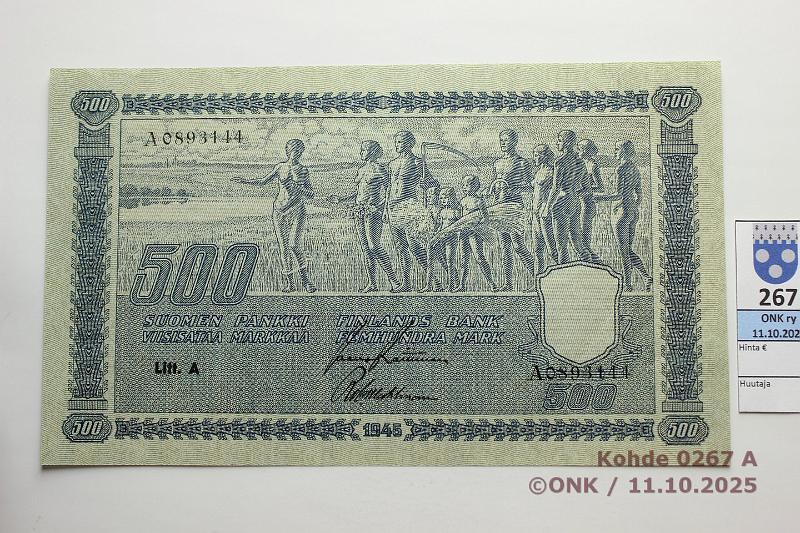 500 500
A0893144
500
SUOMEN PANKKI FINLANDS BANK
VIISISATAA MARKKAA FEMHUNDRA MARK
Litt. A
A0893144
500
500 1945 500
267
ONK ry
11.10.202
Hinta €
Huutaja
Kohde 0267 A
©ONK / 11.10.2025